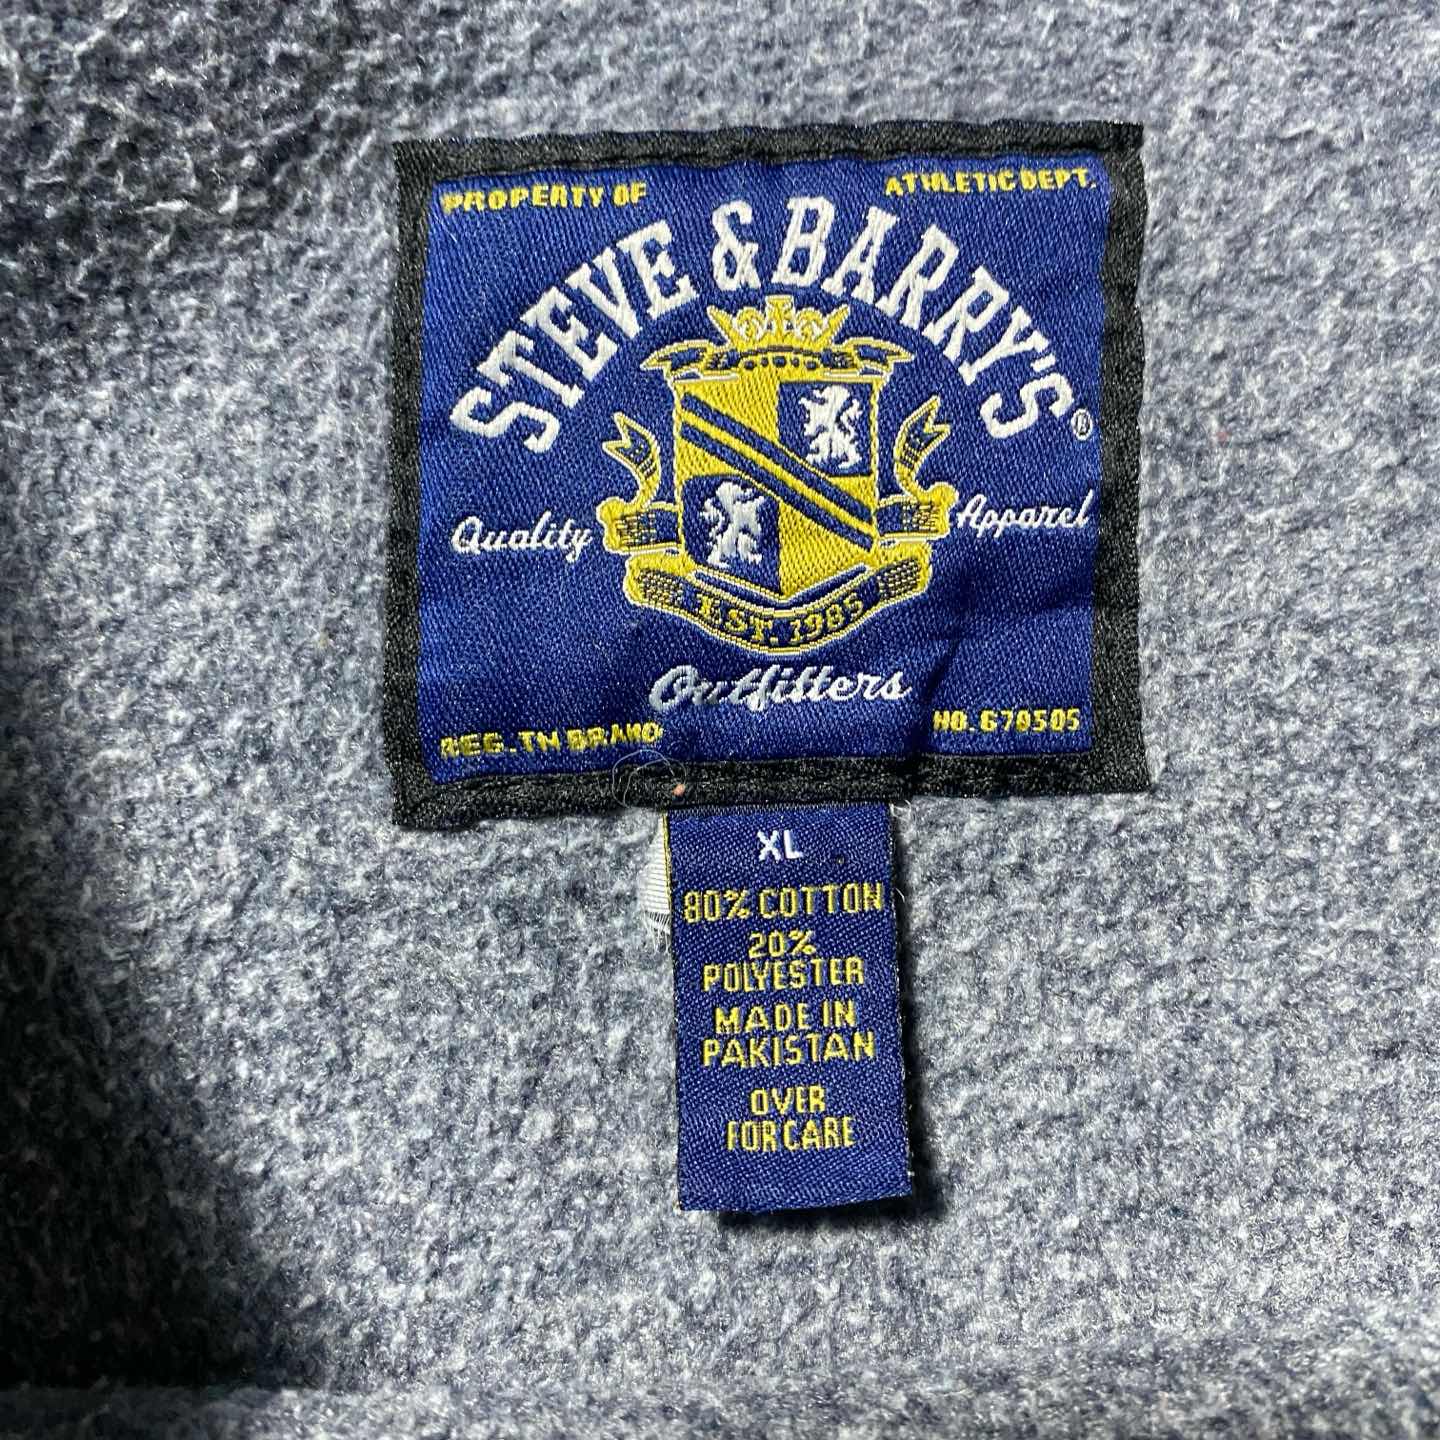 PROPERTY OF ATHLETIC DEPT.
STEVE & BARRY'S®
Quality Apparel
EST. 1985
Outfitters
REG. TM BRAND NO. 670505
XL
80% COTTON
20%
POLYESTER
MADE IN
PAKISTAN
OVER
FOR CARE